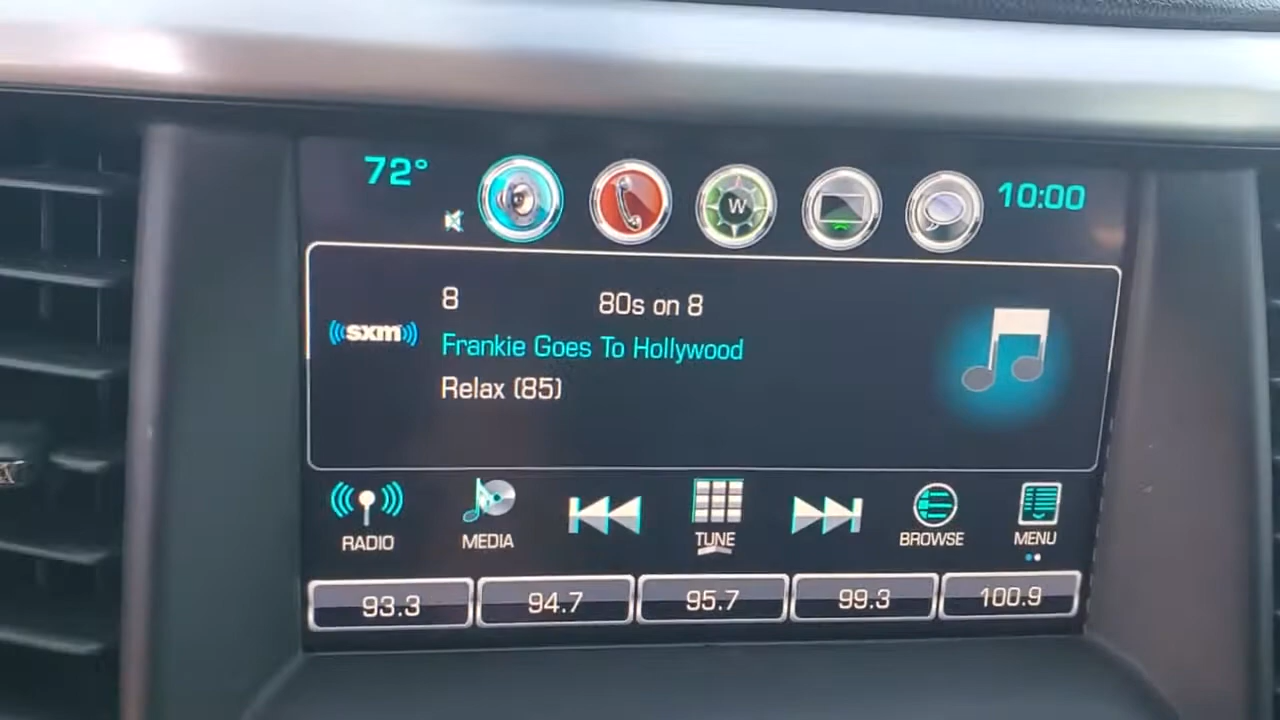 72°
W
10:00
8 80s on 8
((sxm))
Frankie Goes To Hollywood
Relax (85)
RADIO MEDIA TUNE BROWSE MENU
93.3 94.7 95.7 99.3 100.9